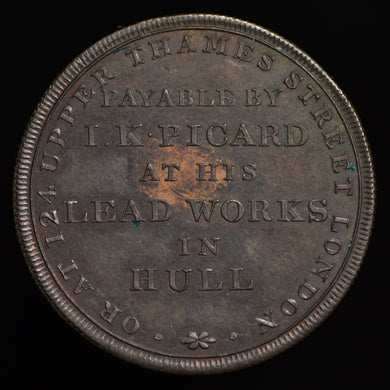 PAYABLE BY
I.K·PICARD
AT HIS
LEAD WORKS
IN
HULL
OR AT 124 UPPER THAMES STREET LONDON